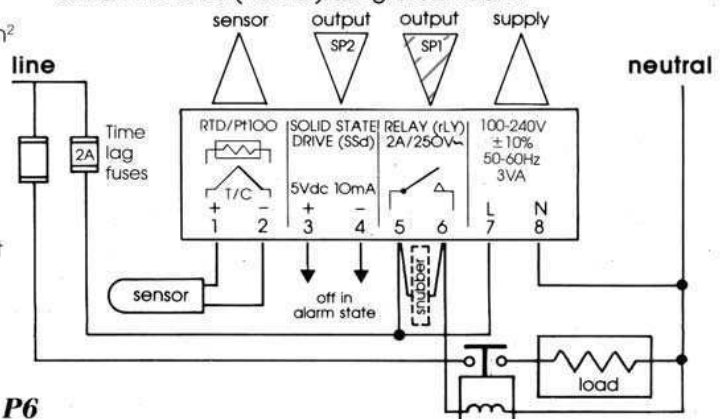 sensor output output supply
SP2 SP1
line
neutral
RTD/Pt100 SOLID STATE DRIVE (SSd) RELAY (rLY) 2A/250V~ 100-240V ±10% 50-60Hz 3VA
Time lag fuses
2A
T/C
5Vdc 10mA
+ − + − L N
1 2 3 4 5 6 7 8
sensor
off in alarm state
snubber
load
P6